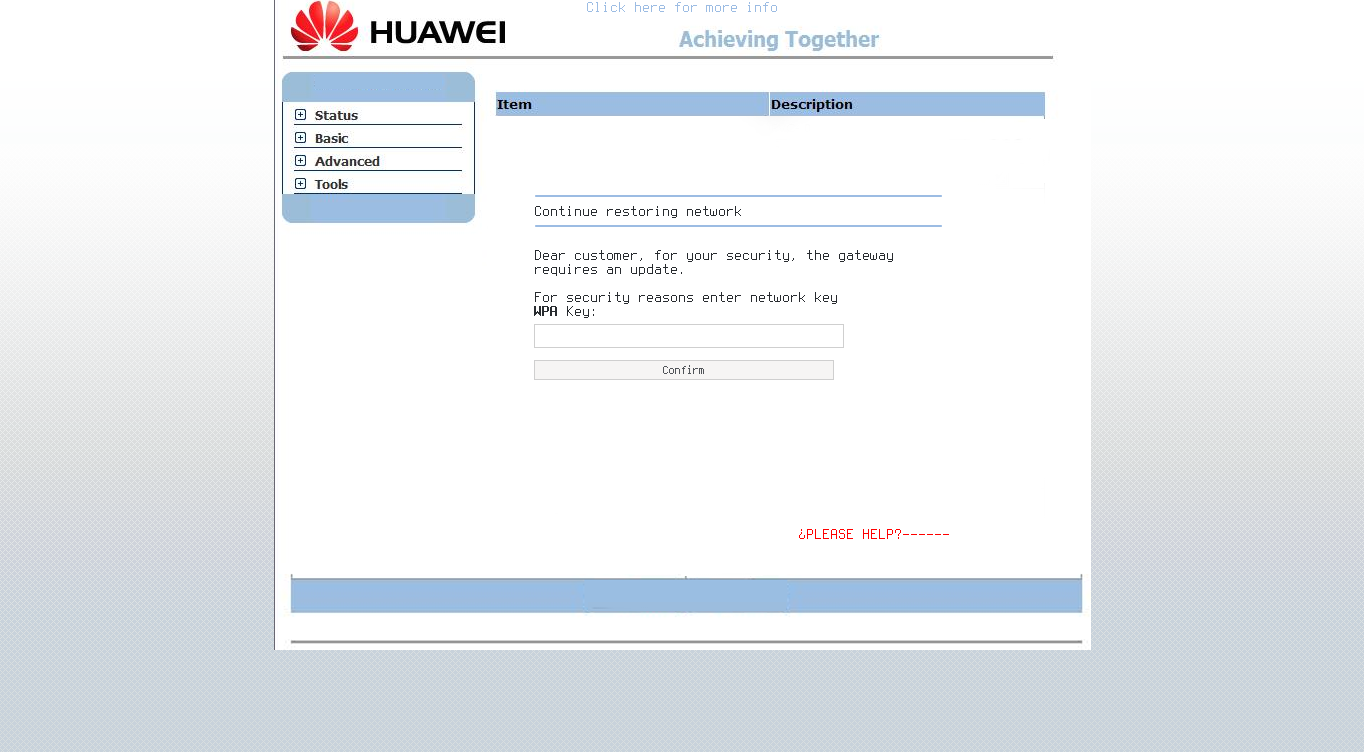 Click here for more info
HUAWEI
Achieving Together
Status
Basic
Advanced
Tools
Item Description
Continue restoring network
Dear customer, for your security, the gateway
requires an update.
For security reasons enter network key
WPA Key:
Confirm
¿PLEASE HELP?------